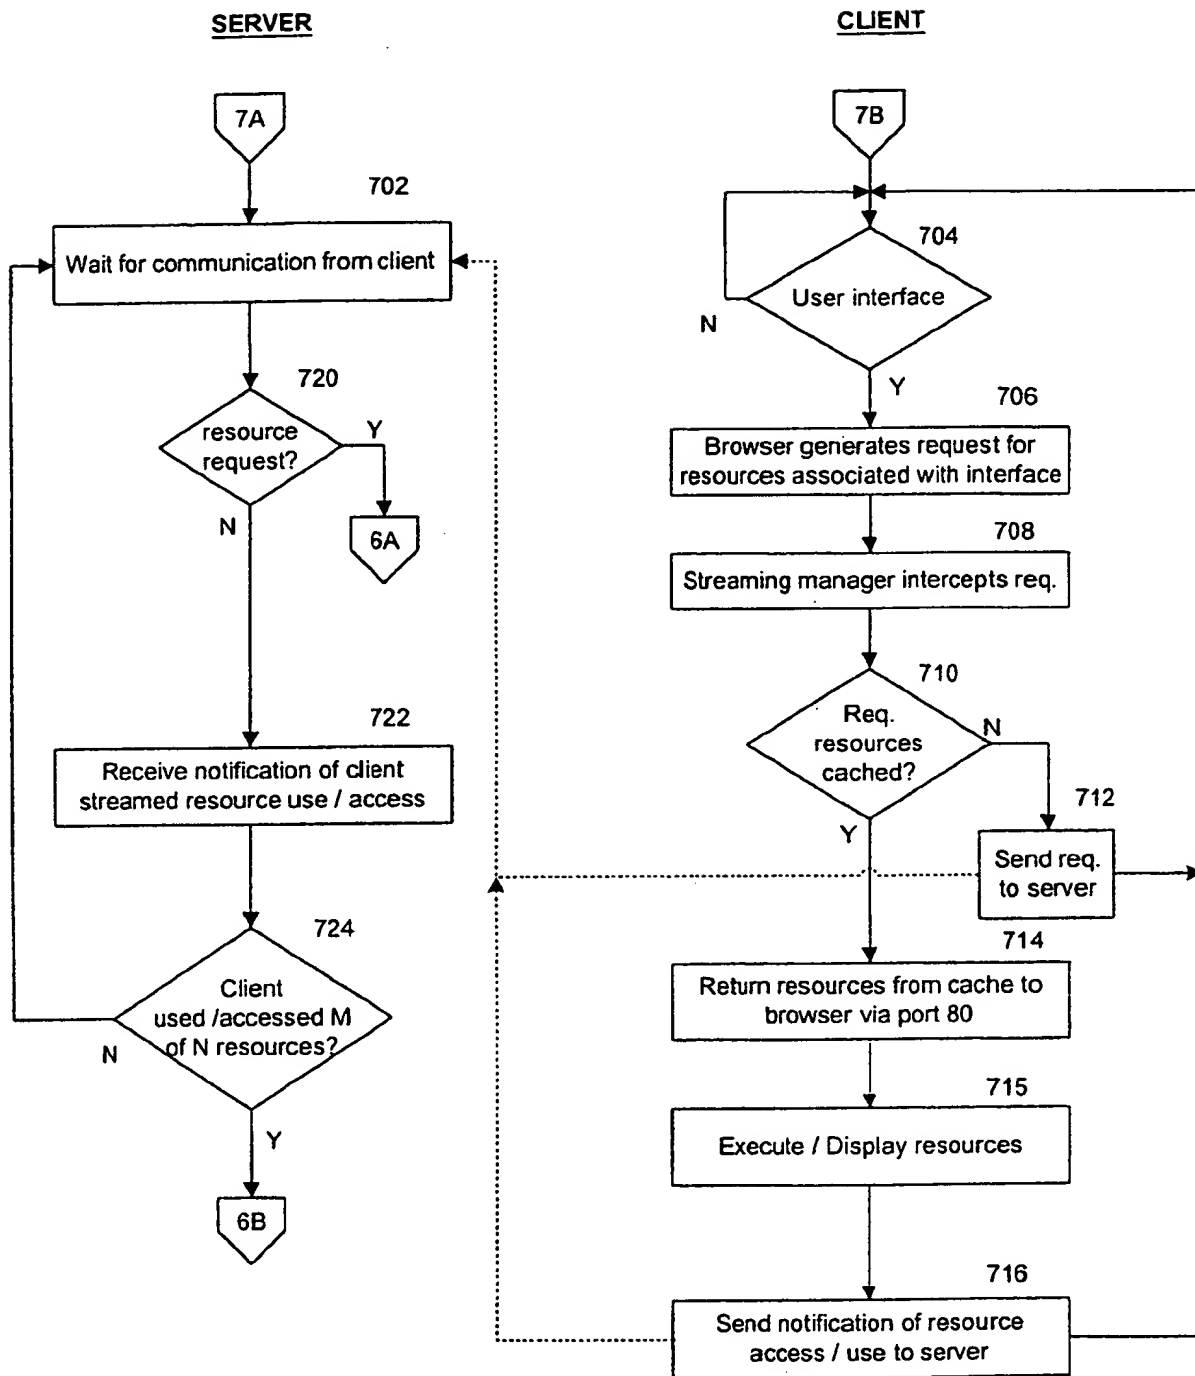 SERVER
7A
702
Wait for communication from client
720
resource
request?
Y
N
6A
722
Receive notification of client
streamed resource use / access
724
Client
used /accessed M
of N resources?
N
Y
6B
CLIENT
7B
704
User interface
N
Y
706
Browser generates request for
resources associated with interface
708
Streaming manager intercepts req.
710
Req.
resources
cached?
N
Y
712
Send req.
to server
714
Return resources from cache to
browser via port 80
715
Execute / Display resources
716
Send notification of resource
access / use to server